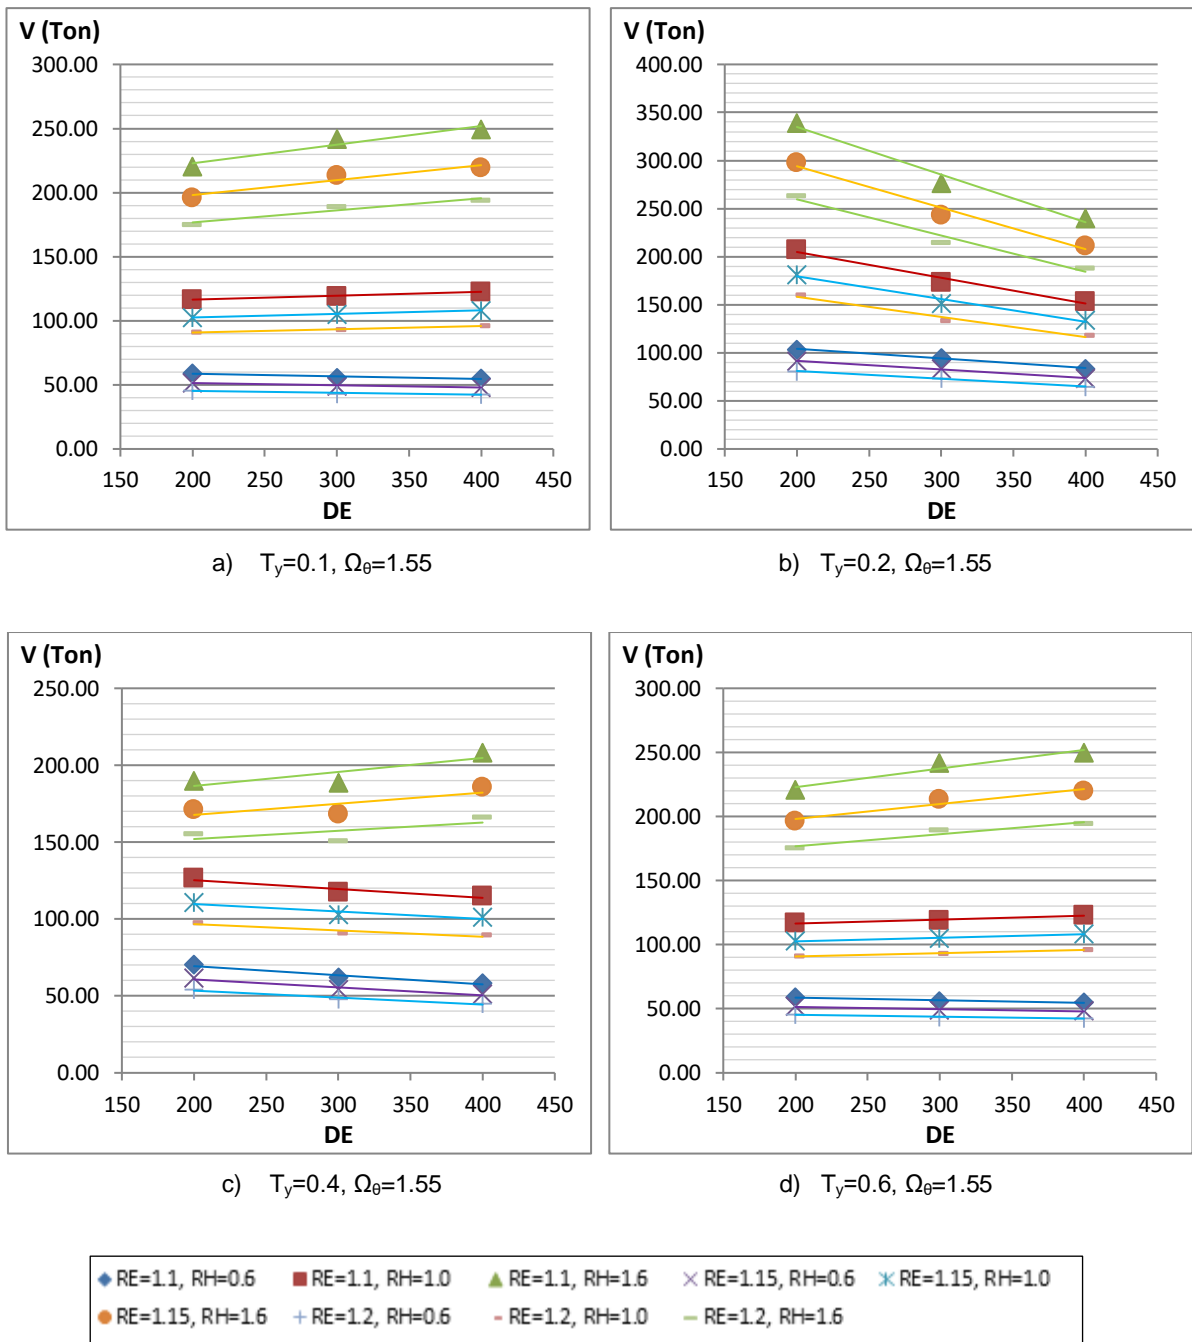 V (Ton)
300.00
250.00
200.00
150.00
100.00
50.00
0.00
150 200 250 300 350 400 450
DE
a) Ty=0.1, Ωθ=1.55
V (Ton)
400.00
350.00
300.00
250.00
200.00
150.00
100.00
50.00
0.00
150 200 250 300 350 400 450
DE
b) Ty=0.2, Ωθ=1.55
V (Ton)
250.00
200.00
150.00
100.00
50.00
0.00
150 200 250 300 350 400 450
DE
c) Ty=0.4, Ωθ=1.55
V (Ton)
300.00
250.00
200.00
150.00
100.00
50.00
0.00
150 200 250 300 350 400 450
DE
d) Ty=0.6, Ωθ=1.55
RE=1.1, RH=0.6 RE=1.1, RH=1.0 RE=1.1, RH=1.6 RE=1.15, RH=0.6 RE=1.15, RH=1.0
RE=1.15, RH=1.6 RE=1.2, RH=0.6 RE=1.2, RH=1.0 RE=1.2, RH=1.6